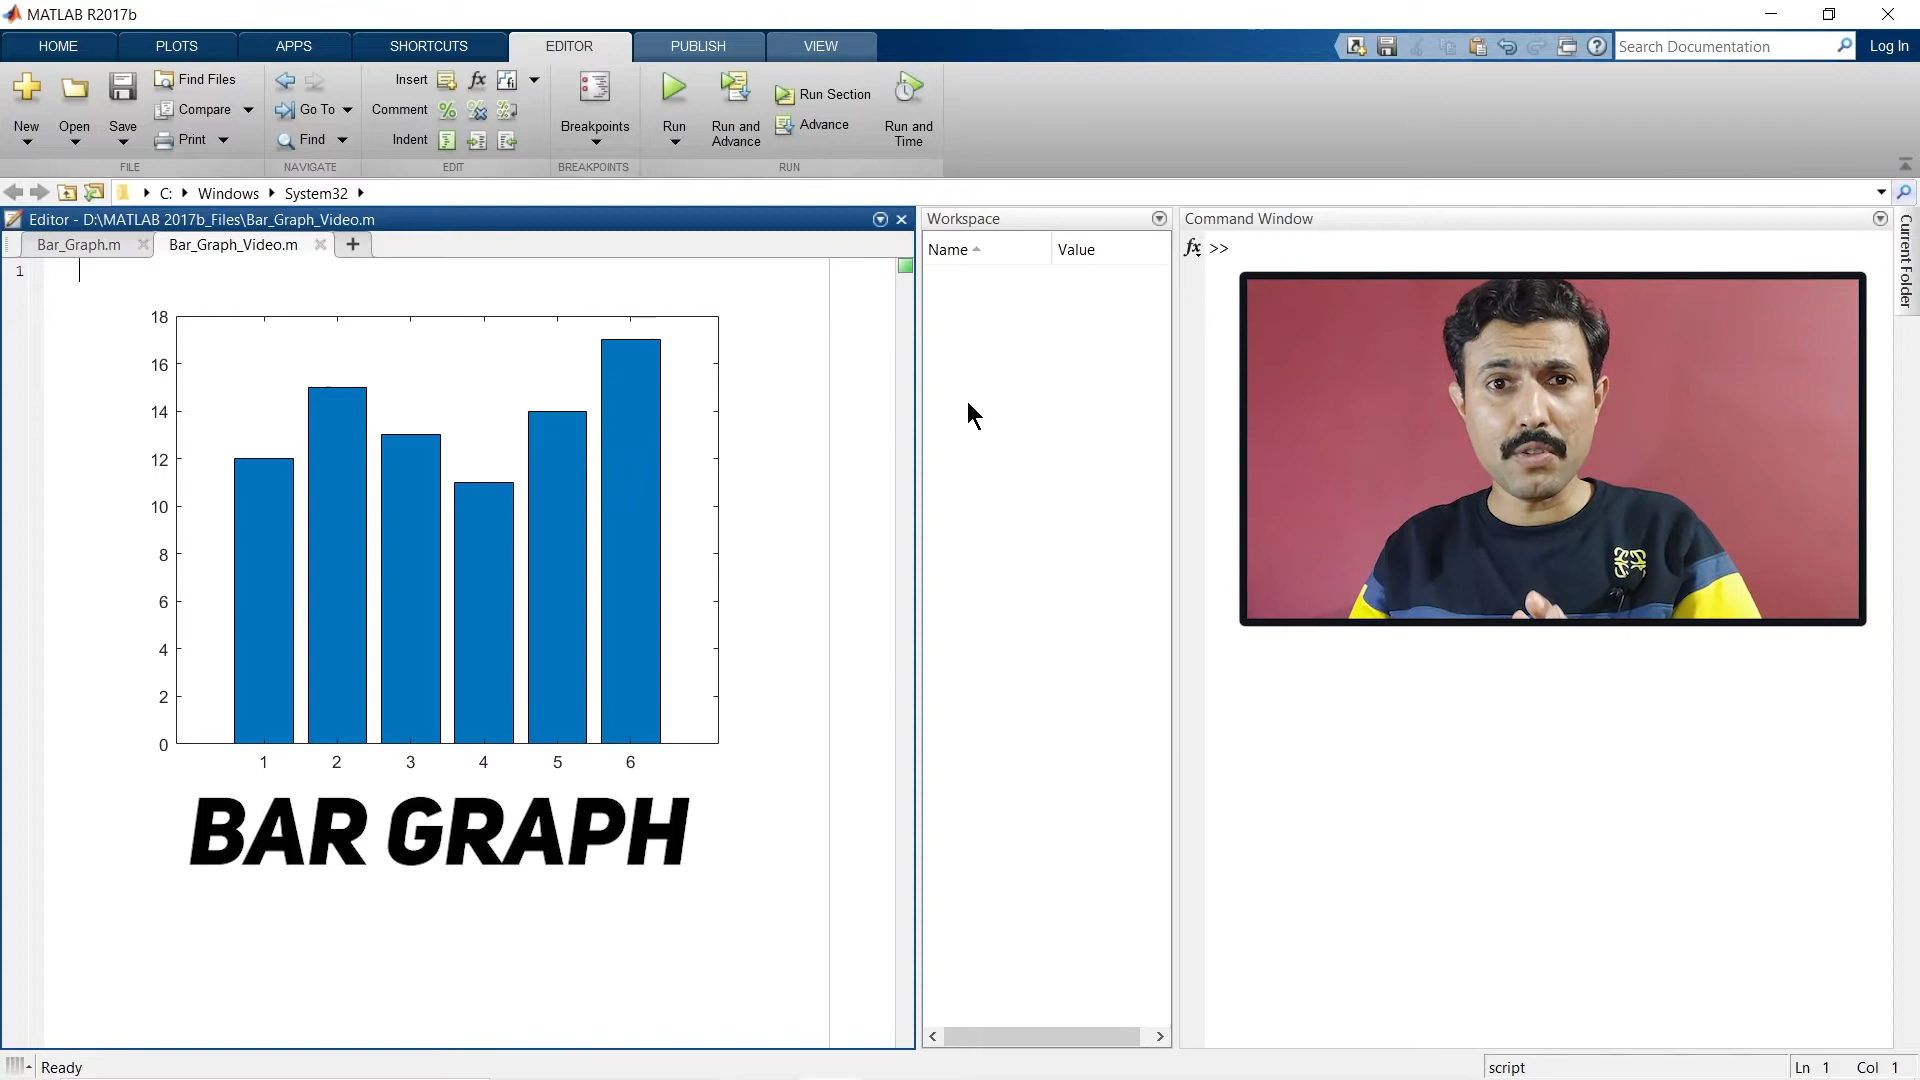 MATLAB R2017b
HOME PLOTS APPS SHORTCUTS EDITOR PUBLISH VIEW
Search Documentation
Log In
New
Open
Save
Find Files
Compare
Print
FILE
Go To
Find
NAVIGATE
Insert
Comment
Indent
EDIT
Breakpoints
BREAKPOINTS
Run
Run and
Advance
Run Section
Advance
Run and
Time
RUN
C: Windows System32
Editor - D:\MATLAB 2017b_Files\Bar_Graph_Video.m
Bar_Graph.m
Bar_Graph_Video.m
Workspace
Name
Value
Command Window
fx >>
Current Folder
1
18
16
14
12
10
8
6
4
2
0
1 2 3 4 5 6
BAR GRAPH
Ready
script
Ln 1 Col 1